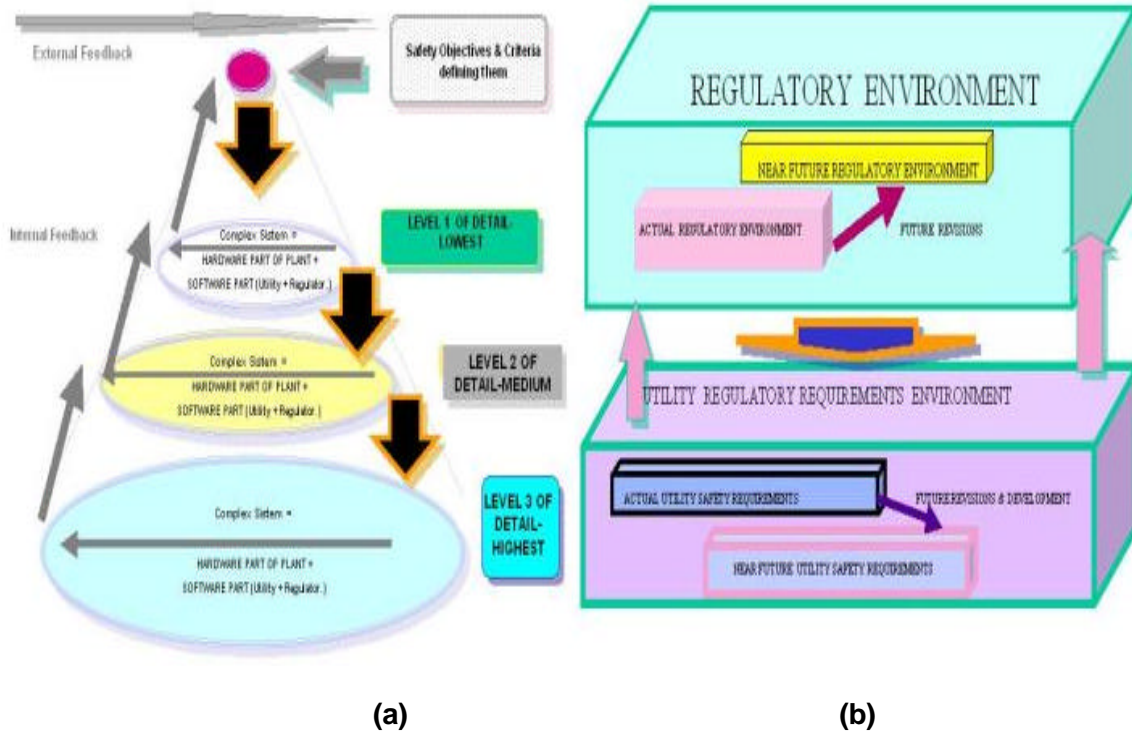 External Feedback
Safety Objectives & Criteria
defining them
Internal Feedback
LEVEL 1 OF DETAIL-
LOWEST
Complex Sistem =
HARDWARE PART OF PLANT +
SOFTWARE PART (Utility + Regulator.)
LEVEL 2 OF
DETAIL-MEDIUM
Complex Sistem =
HARDWARE PART OF PLANT +
SOFTWARE PART (Utility + Regulator.)
LEVEL 3 OF
DETAIL-
HIGHEST
Complex Sistem =
HARDWARE PART OF PLANT +
SOFTWARE PART (Utility + Regulator.)
(a)
REGULATORY ENVIRONMENT
NEAR FUTURE REGULATORY ENVIRONMENT
ACTUAL REGULATORY ENVIRONMENT
FUTURE REVISIONS
UTILITY REGULATORY REQUIREMENTS ENVIRONMENT
ACTUAL UTILITY SAFETY REQUIREMENTS
FUTURE REVISIONS & DEVELOPMENT
NEAR FUTURE UTILITY SAFETY REQUIREMENTS
(b)